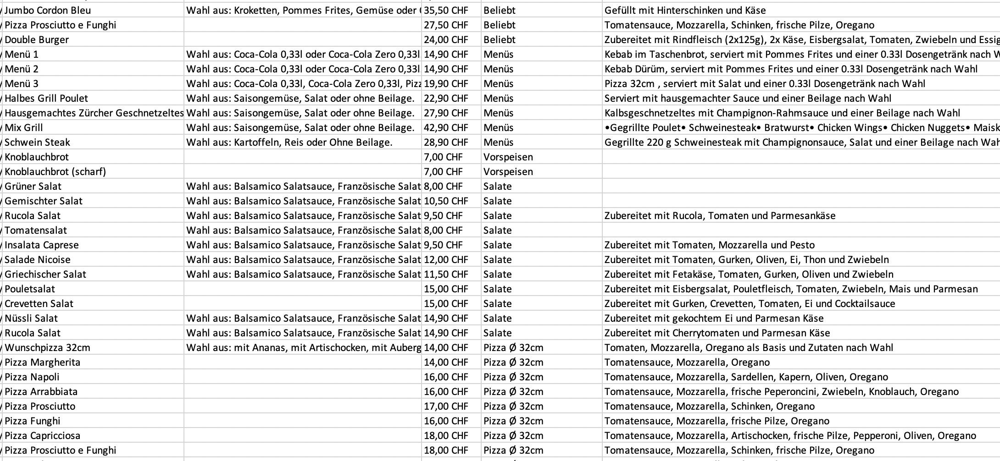 Jumbo Cordon Bleu Wahl aus: Kroketten, Pommes Frites, Gemüse oder 35,50 CHF Beliebt Gefüllt mit Hinterschinken und Käse
Pizza Prosciutto e Funghi 27,50 CHF Beliebt Tomatensauce, Mozzarella, Schinken, frische Pilze, Oregano
Double Burger 24,00 CHF Beliebt Zubereitet mit Rindfleisch (2x125g), 2x Käse, Eisbergsalat, Tomaten, Zwiebeln und Essig
Menü 1 Wahl aus: Coca-Cola 0,33l oder Coca-Cola Zero 0,33l. 14,90 CHF Menüs Kebab im Taschenbrot, serviert mit Pommes Frites und einer 0.33l Dosengetränk nach W
Menü 2 Wahl aus: Coca-Cola 0,33l oder Coca-Cola Zero 0,33l. 14,90 CHF Menüs Kebab Dürüm, serviert mit Pommes Frites und einer 0.33l Dosengetränk nach Wahl
Menü 3 Wahl aus: Coca-Cola 0,33l, Coca-Cola Zero 0,33l, Pizz 19,90 CHF Menüs Pizza 32cm , serviert mit Salat und einer 0.33l Dosengetränk nach Wahl
Halbes Grill Poulet Wahl aus: Saisongemüse, Salat oder ohne Beilage. 22,90 CHF Menüs Serviert mit hausgemachter Sauce und einer Beilage nach Wahl
Hausgemachtes Zürcher Geschnetzeltes Wahl aus: Saisongemüse, Salat oder ohne Beilage. 27,90 CHF Menüs Kalbsgeschnetzeltes mit Champignon-Rahmsauce und einer Beilage nach Wahl
Mix Grill Wahl aus: Saisongemüse, Salat oder ohne Beilage. 42,90 CHF Menüs •Gegrillte Poulet• Schweinesteak• Bratwurst• Chicken Wings• Chicken Nuggets• Maisk
Schwein Steak Wahl aus: Kartoffeln, Reis oder Ohne Beilage. 28,90 CHF Menüs Gegrillte 220 g Schweinesteak mit Champignonsauce, Salat und einer Beilage nach Wah
Knoblauchbrot 7,00 CHF Vorspeisen
Knoblauchbrot (scharf) 7,00 CHF Vorspeisen
Grüner Salat Wahl aus: Balsamico Salatsauce, Französische Salat 8,00 CHF Salate
Gemischter Salat Wahl aus: Balsamico Salatsauce, Französische Salat 10,50 CHF Salate
Rucola Salat Wahl aus: Balsamico Salatsauce, Französische Salat 9,50 CHF Salate Zubereitet mit Rucola, Tomaten und Parmesankäse
Tomatensalat Wahl aus: Balsamico Salatsauce, Französische Salat 8,00 CHF Salate
Insalata Caprese Wahl aus: Balsamico Salatsauce, Französische Salat 9,50 CHF Salate Zubereitet mit Tomaten, Mozzarella und Pesto
Salade Nicoise Wahl aus: Balsamico Salatsauce, Französische Salat 12,00 CHF Salate Zubereitet mit Tomaten, Gurken, Oliven, Ei, Thon und Zwiebeln
Griechischer Salat Wahl aus: Balsamico Salatsauce, Französische Salat 11,50 CHF Salate Zubereitet mit Fetakäse, Tomaten, Gurken, Oliven und Zwiebeln
Pouletsalat 15,00 CHF Salate Zubereitet mit Eisbergsalat, Pouletfleisch, Tomaten, Zwiebeln, Mais und Parmesan
Crevetten Salat 15,00 CHF Salate Zubereitet mit Gurken, Crevetten, Tomaten, Ei und Cocktailsauce
Nüssli Salat Wahl aus: Balsamico Salatsauce, Französische Salat 14,90 CHF Salate Zubereitet mit gekochtem Ei und Parmesan Käse
Rucola Salat Wahl aus: Balsamico Salatsauce, Französische Salat 14,90 CHF Salate Zubereitet mit Cherrytomaten und Parmesan Käse
Wunschpizza 32cm Wahl aus: mit Ananas, mit Artischocken, mit Auberg 14,00 CHF Pizza Ø 32cm Tomaten, Mozzarella, Oregano als Basis und Zutaten nach Wahl
Pizza Margherita 14,00 CHF Pizza Ø 32cm Tomatensauce, Mozzarella, Oregano
Pizza Napoli 16,00 CHF Pizza Ø 32cm Tomatensauce, Mozzarella, Sardellen, Kapern, Oliven, Oregano
Pizza Arrabbiata 16,00 CHF Pizza Ø 32cm Tomatensauce, Mozzarella, frische Peperoncini, Zwiebeln, Knoblauch, Oregano
Pizza Prosciutto 17,00 CHF Pizza Ø 32cm Tomatensauce, Mozzarella, Schinken, Oregano
Pizza Funghi 16,00 CHF Pizza Ø 32cm Tomatensauce, Mozzarella, frische Pilze, Oregano
Pizza Capricciosa 18,00 CHF Pizza Ø 32cm Tomatensauce, Mozzarella, Artischocken, frische Pilze, Pepperoni, Oliven, Oregano
Pizza Prosciutto e Funghi 18,00 CHF Pizza Ø 32cm Tomatensauce, Mozzarella, Schinken, frische Pilze, Oregano